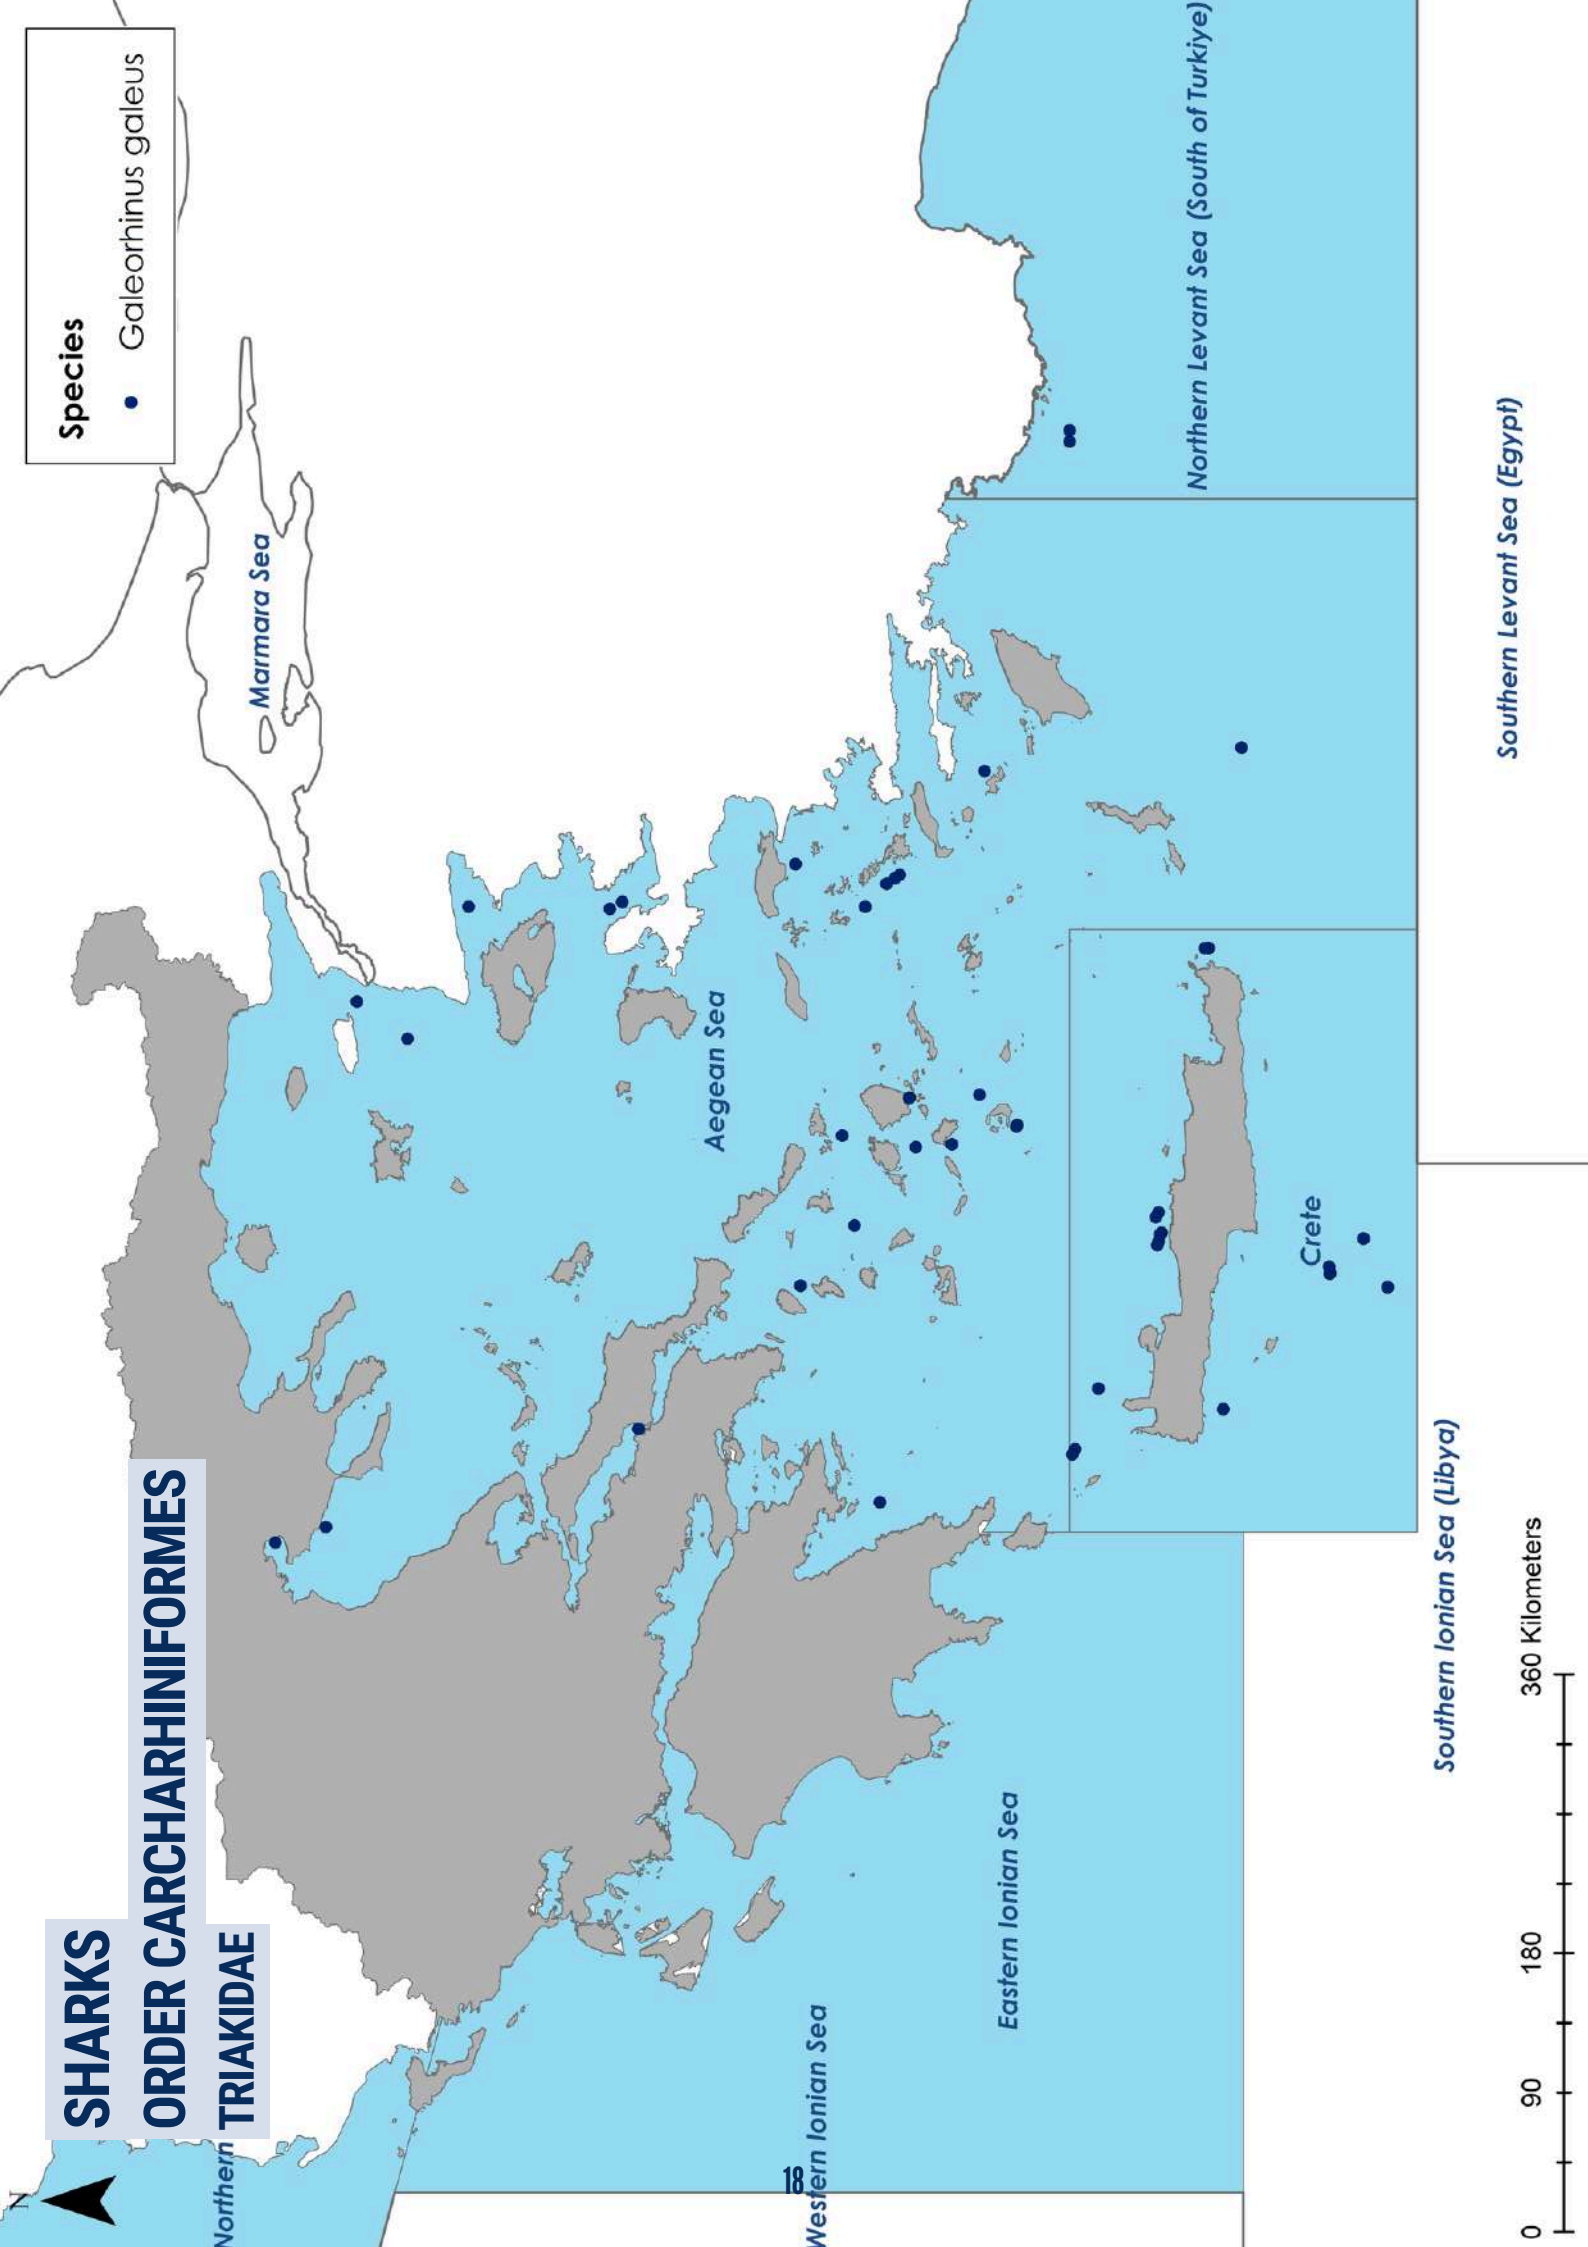 SHARKS
ORDER CARCHARHINIFORMES
TRIAKIDAE
N
Species
Galeorhinus galeus
Northern
Marmara Sea
Aegean Sea
Western Ionian Sea
Eastern Ionian Sea
Crete
Northern Levant Sea (South of Turkiye)
Southern Ionian Sea (Libya)
Southern Levant Sea (Egypt)
0 90 180 360 Kilometers
18